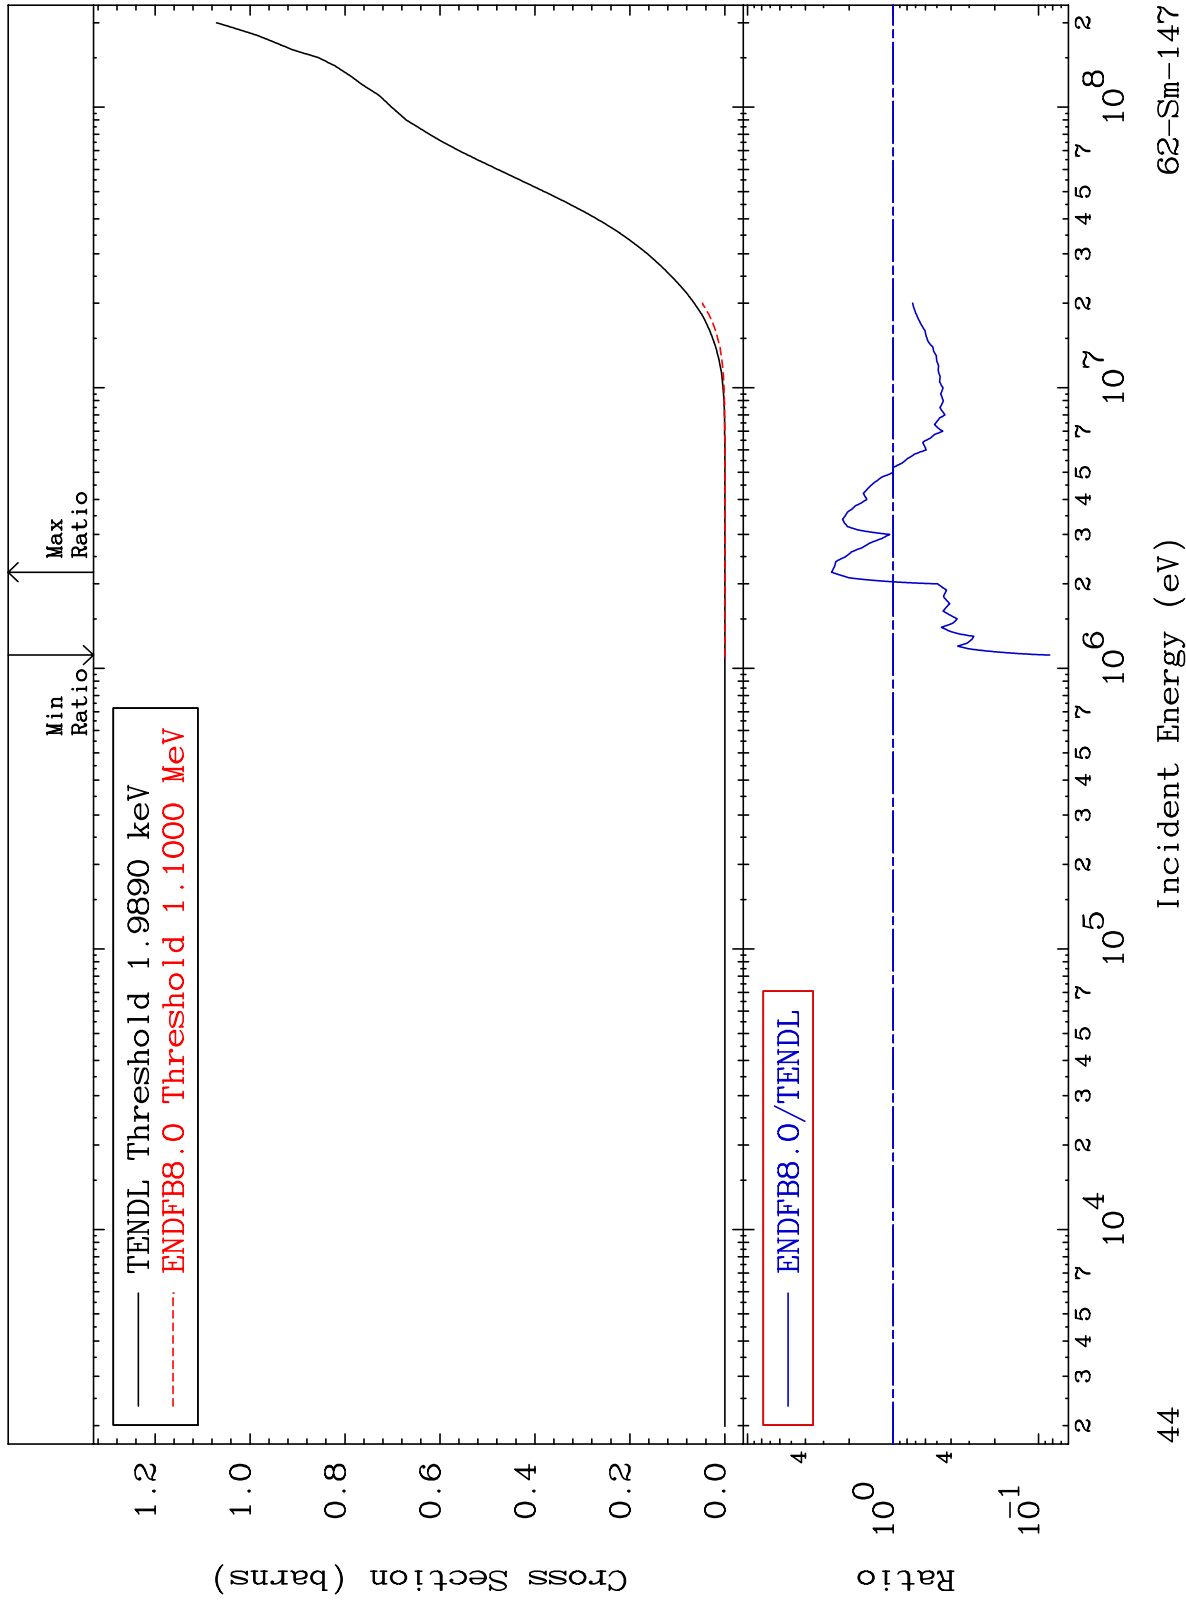 Min
Ratio
Max
Ratio
TENDL Threshold 1.9890 keV
ENDFB8.0 Threshold 1.1000 MeV
Cross Section (barns)
1.2
1.0
0.8
0.6
0.4
0.2
0.0
ENDFB8.0/TENDL
Ratio
4
10^0
4
10^-1
2 3 4 5 7 10^4 2 3 4 5 7 10^5 2 3 4 5 7 10^6 2 3 4 5 7 10^7 2 3 4 5 7 10^8 2
Incident Energy (eV)
44
62-Sm-147